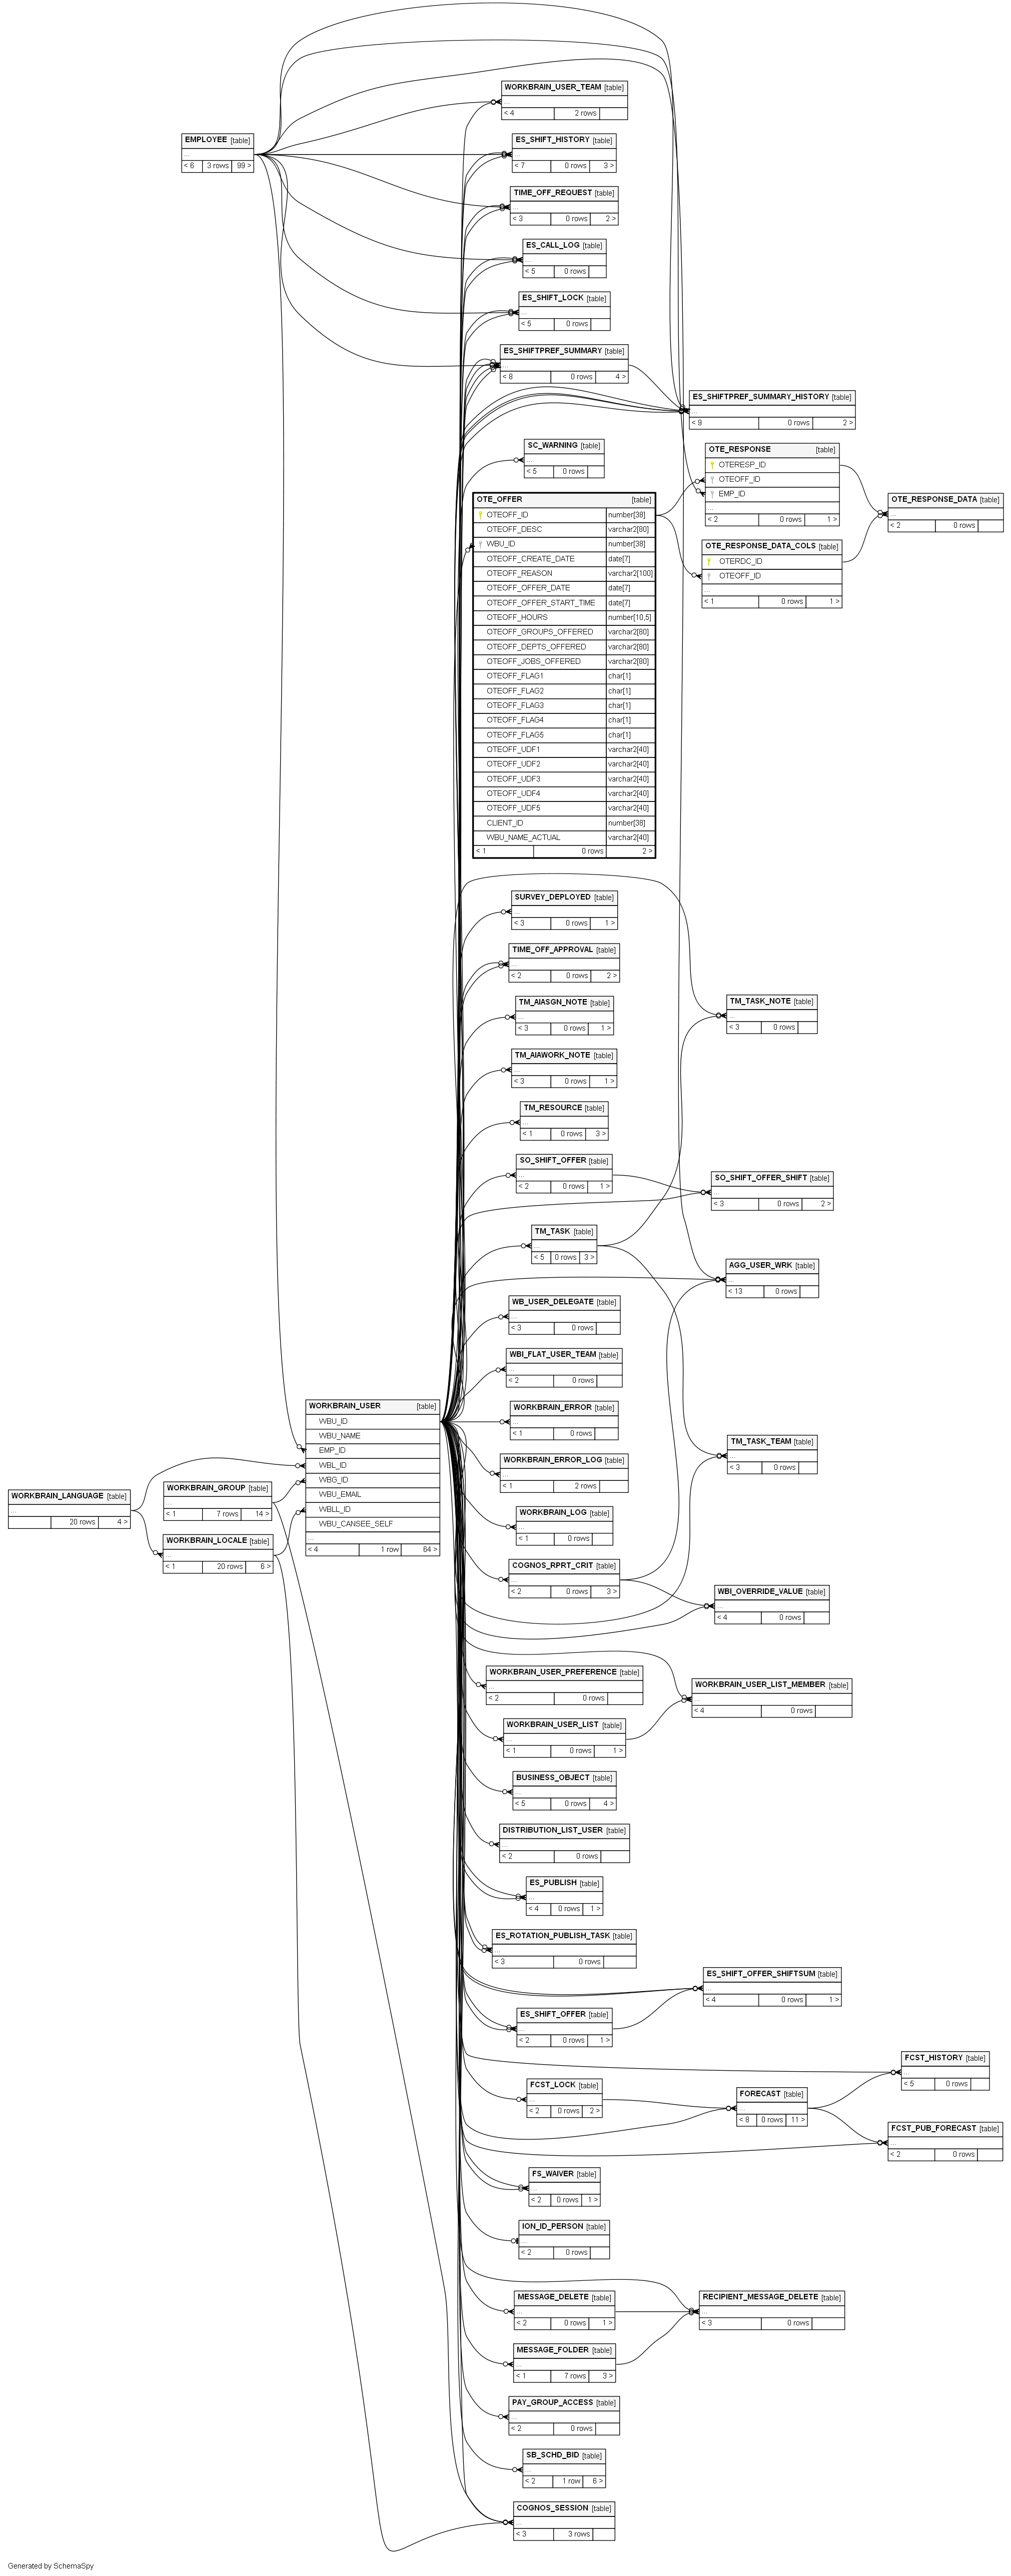 WORKBRAIN_USER_TEAM [table]
...
< 4 2 rows
EMPLOYEE [table]
...
< 6 3 rows 99 >
ES_SHIFT_HISTORY [table]
...
< 7 0 rows 3 >
TIME_OFF_REQUEST [table]
...
< 3 0 rows 2 >
ES_CALL_LOG [table]
...
< 5 0 rows
ES_SHIFT_LOCK [table]
...
< 5 0 rows
ES_SHIFTPREF_SUMMARY [table]
...
< 8 0 rows 4 >
ES_SHIFTPREF_SUMMARY_HISTORY [table]
...
< 9 0 rows 2 >
SC_WARNING [table]
...
< 5 0 rows
OTE_RESPONSE [table]
OTERESP_ID
OTEOFF_ID
EMP_ID
...
< 2 0 rows 1 >
OTE_RESPONSE_DATA [table]
...
< 2 0 rows
OTE_RESPONSE_DATA_COLS [table]
OTERDC_ID
OTEOFF_ID
...
< 1 0 rows 1 >
OTE_OFFER [table]
OTEOFF_ID number[38]
OTEOFF_DESC varchar2[80]
WBU_ID number[38]
OTEOFF_CREATE_DATE date[7]
OTEOFF_REASON varchar2[100]
OTEOFF_OFFER_DATE date[7]
OTEOFF_OFFER_START_TIME date[7]
OTEOFF_HOURS number[10,5]
OTEOFF_GROUPS_OFFERED varchar2[80]
OTEOFF_DEPTS_OFFERED varchar2[80]
OTEOFF_JOBS_OFFERED varchar2[80]
OTEOFF_FLAG1 char[1]
OTEOFF_FLAG2 char[1]
OTEOFF_FLAG3 char[1]
OTEOFF_FLAG4 char[1]
OTEOFF_FLAG5 char[1]
OTEOFF_UDF1 varchar2[40]
OTEOFF_UDF2 varchar2[40]
OTEOFF_UDF3 varchar2[40]
OTEOFF_UDF4 varchar2[40]
OTEOFF_UDF5 varchar2[40]
CLIENT_ID number[38]
WBU_NAME_ACTUAL varchar2[40]
< 1 0 rows 2 >
SURVEY_DEPLOYED [table]
...
< 3 0 rows 1 >
TIME_OFF_APPROVAL [table]
...
< 2 0 rows 2 >
TM_AIASGN_NOTE [table]
...
< 3 0 rows 1 >
TM_TASK_NOTE [table]
...
< 3 0 rows
TM_AIAWORK_NOTE [table]
...
< 3 0 rows 1 >
TM_RESOURCE [table]
...
< 1 0 rows 3 >
SO_SHIFT_OFFER [table]
...
< 2 0 rows 1 >
SO_SHIFT_OFFER_SHIFT [table]
...
< 3 0 rows 2 >
TM_TASK [table]
...
< 5 0 rows 3 >
AGG_USER_WRK [table]
...
< 13 0 rows
WB_USER_DELEGATE [table]
...
< 3 0 rows
WBI_FLAT_USER_TEAM [table]
...
< 2 0 rows
WORKBRAIN_ERROR [table]
...
< 1 0 rows
WORKBRAIN_USER [table]
WBU_ID
WBU_NAME
EMP_ID
WBL_ID
WBG_ID
WBU_EMAIL
WBLL_ID
WBU_CANSEE_SELF
...
< 4 1 row 64 >
TM_TASK_TEAM [table]
...
< 3 0 rows
WORKBRAIN_ERROR_LOG [table]
...
< 1 2 rows
WORKBRAIN_LANGUAGE [table]
...
20 rows 4 >
WORKBRAIN_GROUP [table]
...
< 1 7 rows 14 >
WORKBRAIN_LOCALE [table]
...
< 1 20 rows 6 >
WORKBRAIN_LOG [table]
...
< 1 0 rows
COGNOS_RPRT_CRIT [table]
...
< 2 0 rows 3 >
WBI_OVERRIDE_VALUE [table]
...
< 4 0 rows
WORKBRAIN_USER_PREFERENCE [table]
...
< 2 0 rows
WORKBRAIN_USER_LIST_MEMBER [table]
...
< 4 0 rows
WORKBRAIN_USER_LIST [table]
...
< 1 0 rows 1 >
BUSINESS_OBJECT [table]
...
< 5 0 rows 4 >
DISTRIBUTION_LIST_USER [table]
...
< 2 0 rows
ES_PUBLISH [table]
...
< 4 0 rows 1 >
ES_ROTATION_PUBLISH_TASK [table]
...
< 3 0 rows
ES_SHIFT_OFFER_SHIFTSUM [table]
...
< 4 0 rows 1 >
ES_SHIFT_OFFER [table]
...
< 2 0 rows 1 >
FCST_HISTORY [table]
...
< 5 0 rows
FCST_LOCK [table]
...
< 2 0 rows 2 >
FORECAST [table]
...
< 8 0 rows 11 >
FCST_PUB_FORECAST [table]
...
< 2 0 rows
FS_WAIVER [table]
...
< 2 0 rows 1 >
ION_ID_PERSON [table]
...
< 2 0 rows
MESSAGE_DELETE [table]
...
< 2 0 rows 1 >
RECIPIENT_MESSAGE_DELETE [table]
...
< 3 0 rows
MESSAGE_FOLDER [table]
...
< 1 7 rows 3 >
PAY_GROUP_ACCESS [table]
...
< 2 0 rows
SB_SCHD_BID [table]
...
< 2 1 row 6 >
COGNOS_SESSION [table]
...
< 3 3 rows
Generated by SchemaSpy